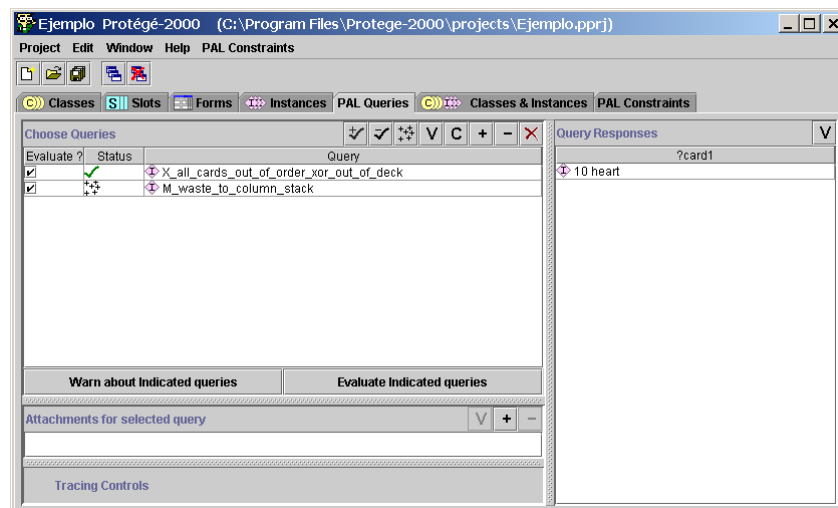 Ejemplo Protégé-2000 (C:\Program Files\Protege-2000\projects\Ejemplo.pprj)
Project Edit Window Help PAL Constraints
C Classes S Slots Forms I Instances PAL Queries C I Classes & Instances PAL Constraints
Choose Queries V C + − Query Responses V
Evaluate ? Status Query ?card1
I X_all_cards_out_of_order_xor_out_of_deck I 10 heart
I M_waste_to_column_stack
Warn about Indicated queries Evaluate Indicated queries
Attachments for selected query V + −
Tracing Controls